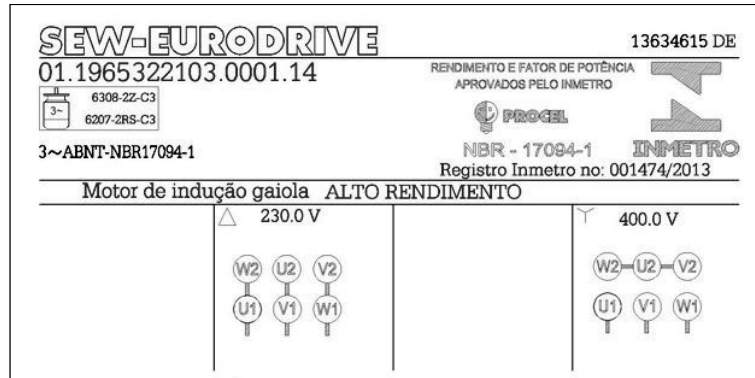 SEW-EURODRIVE
13634615 DE
01.1965322103.0001.14
RENDIMENTO E FATOR DE POTÊNCIA
APROVADOS PELO INMETRO
3~
6308-2Z-C3
6207-2RS-C3
PROCEL
3~ABNT-NBR17094-1
NBR - 17094-1
INMETRO
Registro Inmetro no: 001474/2013
Motor de indução gaiola ALTO RENDIMENTO
230.0 V
400.0 V
W2 U2 V2
U1 V1 W1
W2 U2 V2
U1 V1 W1